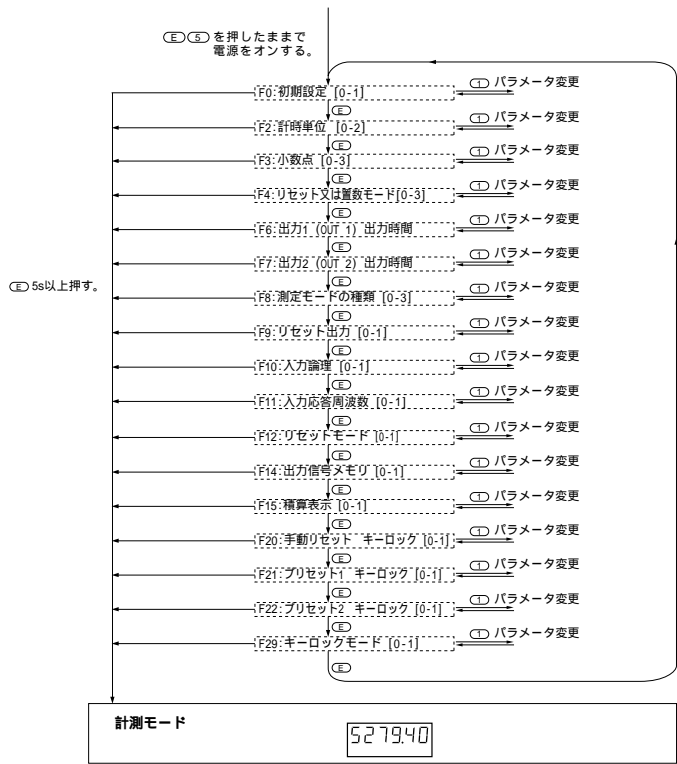 E 5 を押したままで
電源をオンする。
F0:初期設定 [0-1]
1 パラメータ変更
E
F2:計時単位 [0-2]
1 パラメータ変更
E
F3:小数点 [0-3]
1 パラメータ変更
E
F4:リセット又は置数モード[0-3]
1 パラメータ変更
E
F6:出力1 (OUT 1) 出力時間
1 パラメータ変更
E
F7:出力2 (OUT 2) 出力時間
1 パラメータ変更
E 5s以上押す。
E
F8:測定モードの種類 [0-3]
1 パラメータ変更
E
F9:リセット出力 [0-1]
1 パラメータ変更
E
F10:入力論理 [0-1]
1 パラメータ変更
E
F11:入力応答周波数 [0-1]
1 パラメータ変更
E
F12:リセットモード [0-1]
1 パラメータ変更
E
F14:出力信号メモリ [0-1]
1 パラメータ変更
E
F15:積算表示 [0-1]
1 パラメータ変更
E
F20:手動リセット キーロック [0-1]
1 パラメータ変更
E
F21:プリセット1 キーロック [0-1]
1 パラメータ変更
E
F22:プリセット2 キーロック [0-1]
1 パラメータ変更
E
F29:キーロックモード [0-1]
1 パラメータ変更
E
計測モード
5279.40